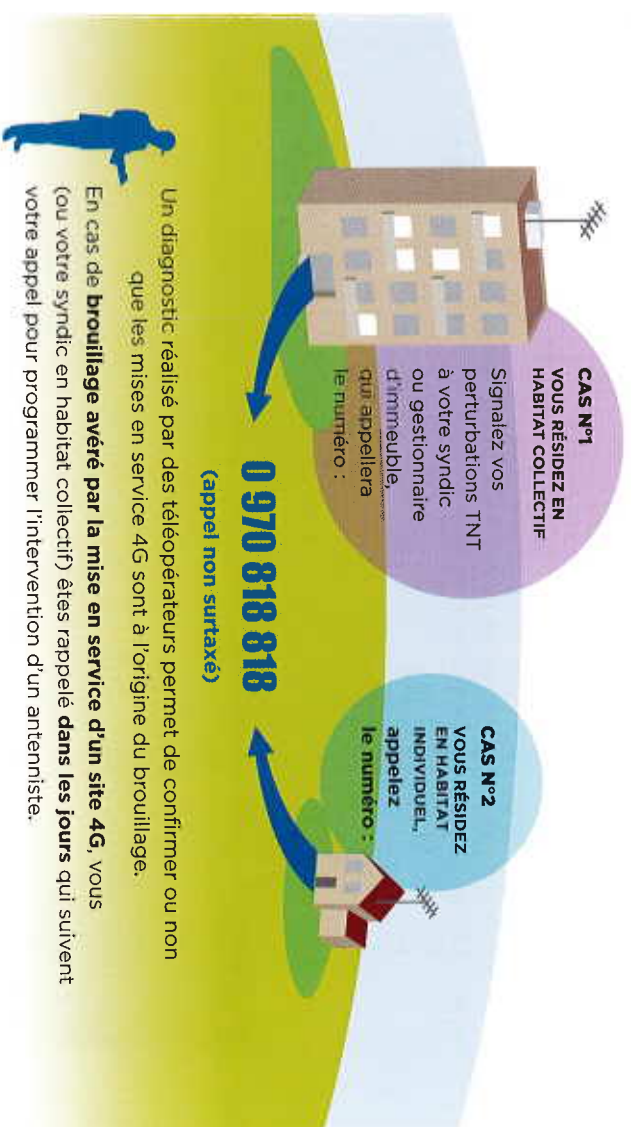 CAS N°1
VOUS RÉSIDEZ EN
HABITAT COLLECTIF
Signalez vos
perturbations TNT
à votre syndic
ou gestionnaire
d'immeuble,
qui appellera
le numéro :
CAS N°2
VOUS RÉSIDEZ
EN HABITAT
INDIVIDUEL,
appelez
le numéro :
0 970 818 818
(appel non surtaxé)
Un diagnostic réalisé par des téléopérateurs permet de confirmer ou non
que les mises en service 4G sont à l'origine du brouillage.
En cas de brouillage avéré par la mise en service d'un site 4G, vous
(ou votre syndic en habitat collectif) êtes rappelé dans les jours qui suivent
votre appel pour programmer l'intervention d'un antenniste.